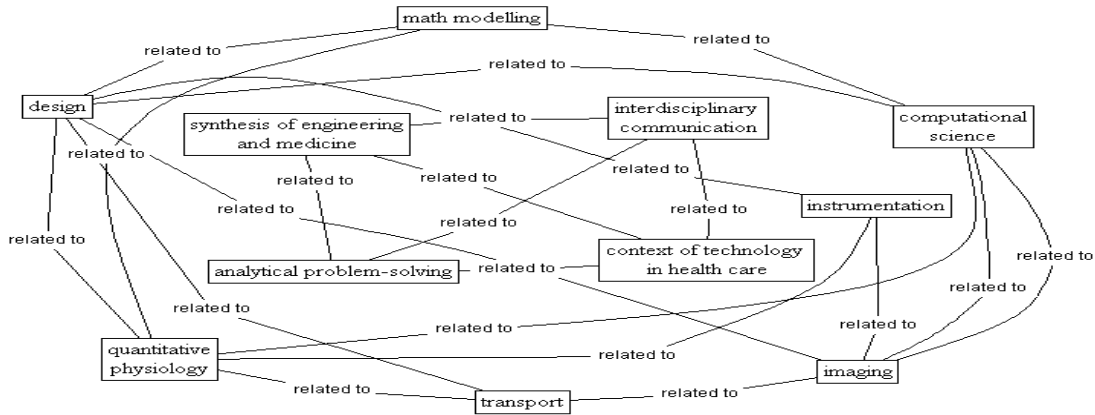 math modelling
related to
related to
related to
design
interdisciplinary
communication
computational
science
synthesis of engineering
and medicine
related to
related to
related to
related to
related to
instrumentation
related to
related to
related to
related to
context of technology
in health care
related to
analytical problem-solving
related to
related to
related to
related to
related to
quantitative
physiology
related to
imaging
related to
related to
transport